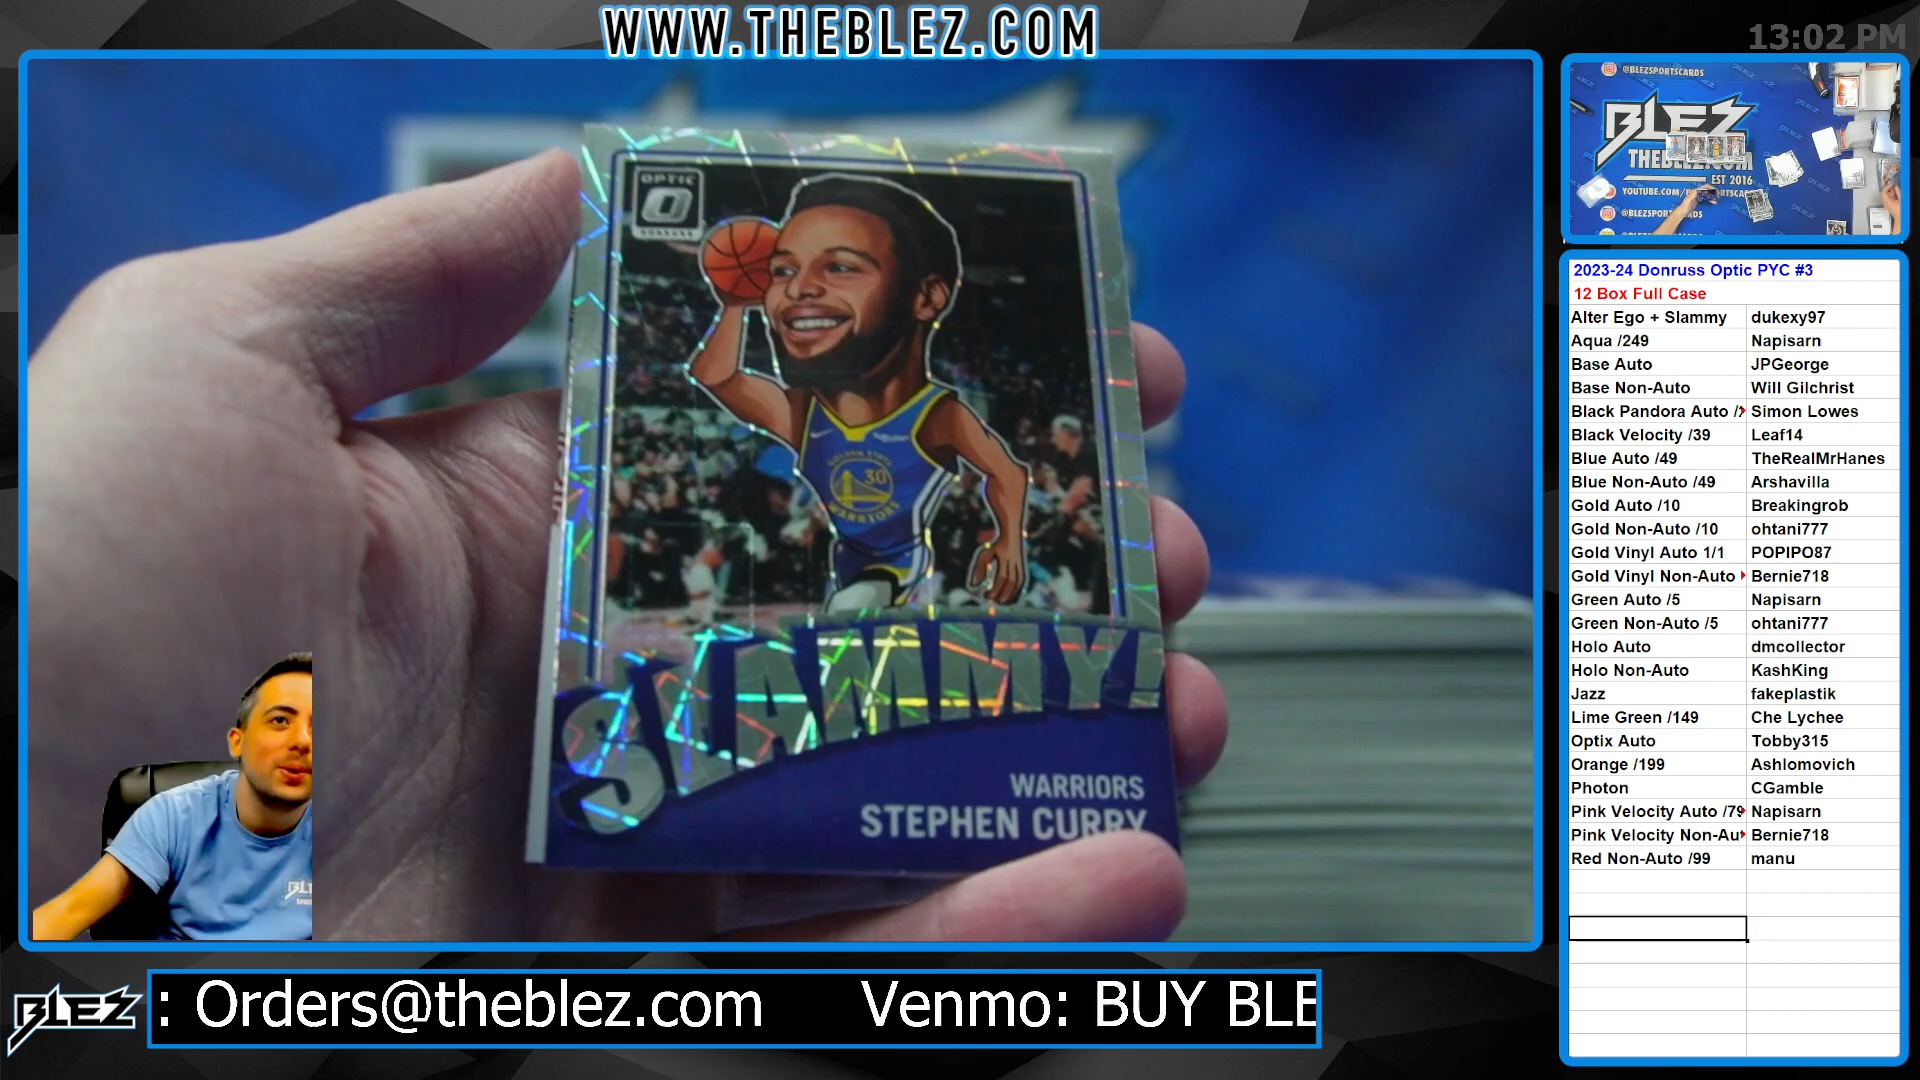 WWW.THEBLEZ.COM
13:02 PM
OPTIC
30
WARRIORS
SLAMMY!
WARRIORS
STEPHEN CURRY
@BLEZSPORTSCARDS
BLEZ
THEBLEZ.COM
EST 2016
2023-24 Donruss Optic PYC #3
12 Box Full Case
Alter Ego + Slammy dukexy97
Aqua /249 Napisarn
Base Auto JPGeorge
Base Non-Auto Will Gilchrist
Black Pandora Auto / Simon Lowes
Black Velocity /39 Leaf14
Blue Auto /49 TheRealMrHanes
Blue Non-Auto /49 Arshavilla
Gold Auto /10 Breakingrob
Gold Non-Auto /10 ohtani777
Gold Vinyl Auto 1/1 POPIPO87
Gold Vinyl Non-Auto Bernie718
Green Auto /5 Napisarn
Green Non-Auto /5 ohtani777
Holo Auto dmcollector
Holo Non-Auto KashKing
Jazz fakeplastik
Lime Green /149 Che Lychee
Optix Auto Tobby315
Orange /199 Ashlomovich
Photon CGamble
Pink Velocity Auto /79 Napisarn
Pink Velocity Non-Au Bernie718
Red Non-Auto /99 manu
BLEZ
: Orders@theblez.com Venmo: BUY BLE